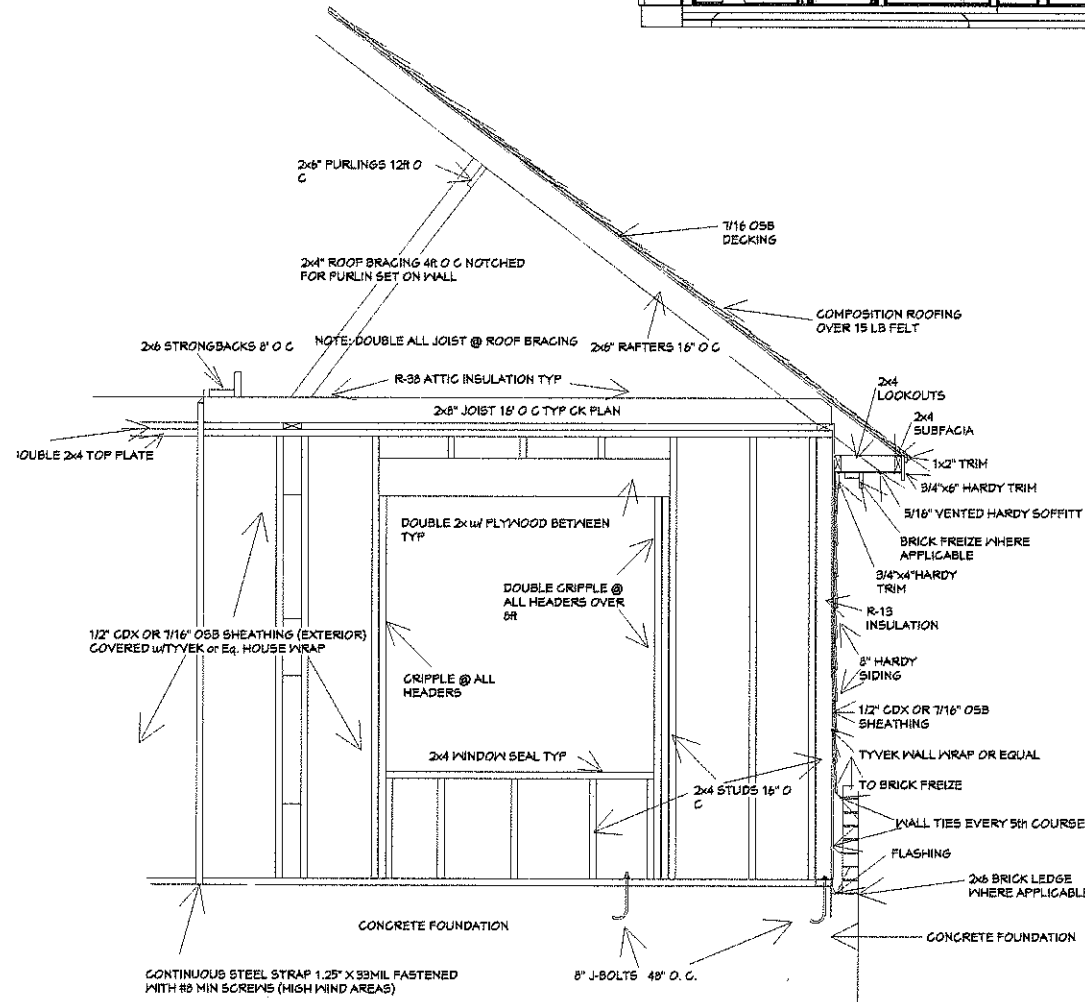 2x6" PURLINGS 12ft O
C
7/16 OSB
DECKING
2x4" ROOF BRACING 4ft O C NOTCHED
FOR PURLIN SET ON WALL
COMPOSITION ROOFING
OVER 15 LB FELT
NOTE: DOUBLE ALL JOIST @ ROOF BRACING
2x6" RAFTERS 16" O C
2x6 STRONGBACKS 8' O C
R-38 ATTIC INSULATION TYP
2x4
LOOKOUTS
2x8" JOIST 16' O C TYP CK PLAN
2x4
SUBFACIA
OUBLE 2x4 TOP PLATE
1x2" TRIM
3/4"x6" HARDY TRIM
5/16" VENTED HARDY SOFFITT
DOUBLE 2x w/ PLYWOOD BETWEEN
TYP
BRICK FREIZE WHERE
APPLICABLE
3/4"x4"HARDY
TRIM
DOUBLE CRIPPLE @
ALL HEADERS OVER
8ft
R-13
INSULATION
1/2" CDX OR 7/16" OSB SHEATHING (EXTERIOR)
COVERED w/TYVEK or Eq. HOUSE WRAP
8" HARDY
SIDING
CRIPPLE @ ALL
HEADERS
1/2" CDX OR 7/16" OSB
SHEATHING
2x4 WINDOW SEAL TYP
TYVEK WALL WRAP OR EQUAL
TO BRICK FREIZE
2x4 STUDS 16" O
C
WALL TIES EVERY 5th COURSE
FLASHING
2x6 BRICK LEDGE
WHERE APPLICABLE
CONCRETE FOUNDATION
CONCRETE FOUNDATION
CONTINUOUS STEEL STRAP 1.25" X 33MIL FASTENED
WITH #8 MIN SCREWS (HIGH WIND AREAS)
8" J-BOLTS 48" O. C.